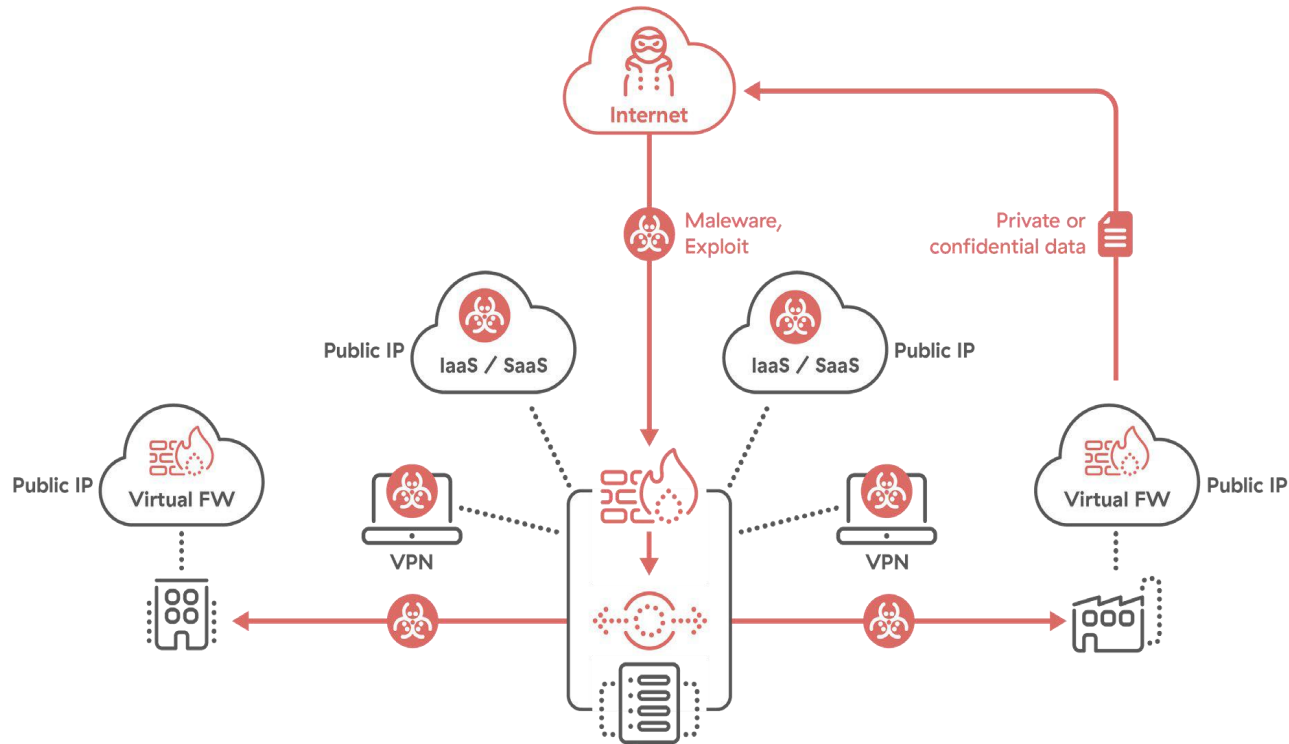 Internet
Maleware,
Exploit
Private or
confidential data
Public IP
IaaS / SaaS
IaaS / SaaS
Public IP
Public IP
Virtual FW
VPN
VPN
Virtual FW
Public IP